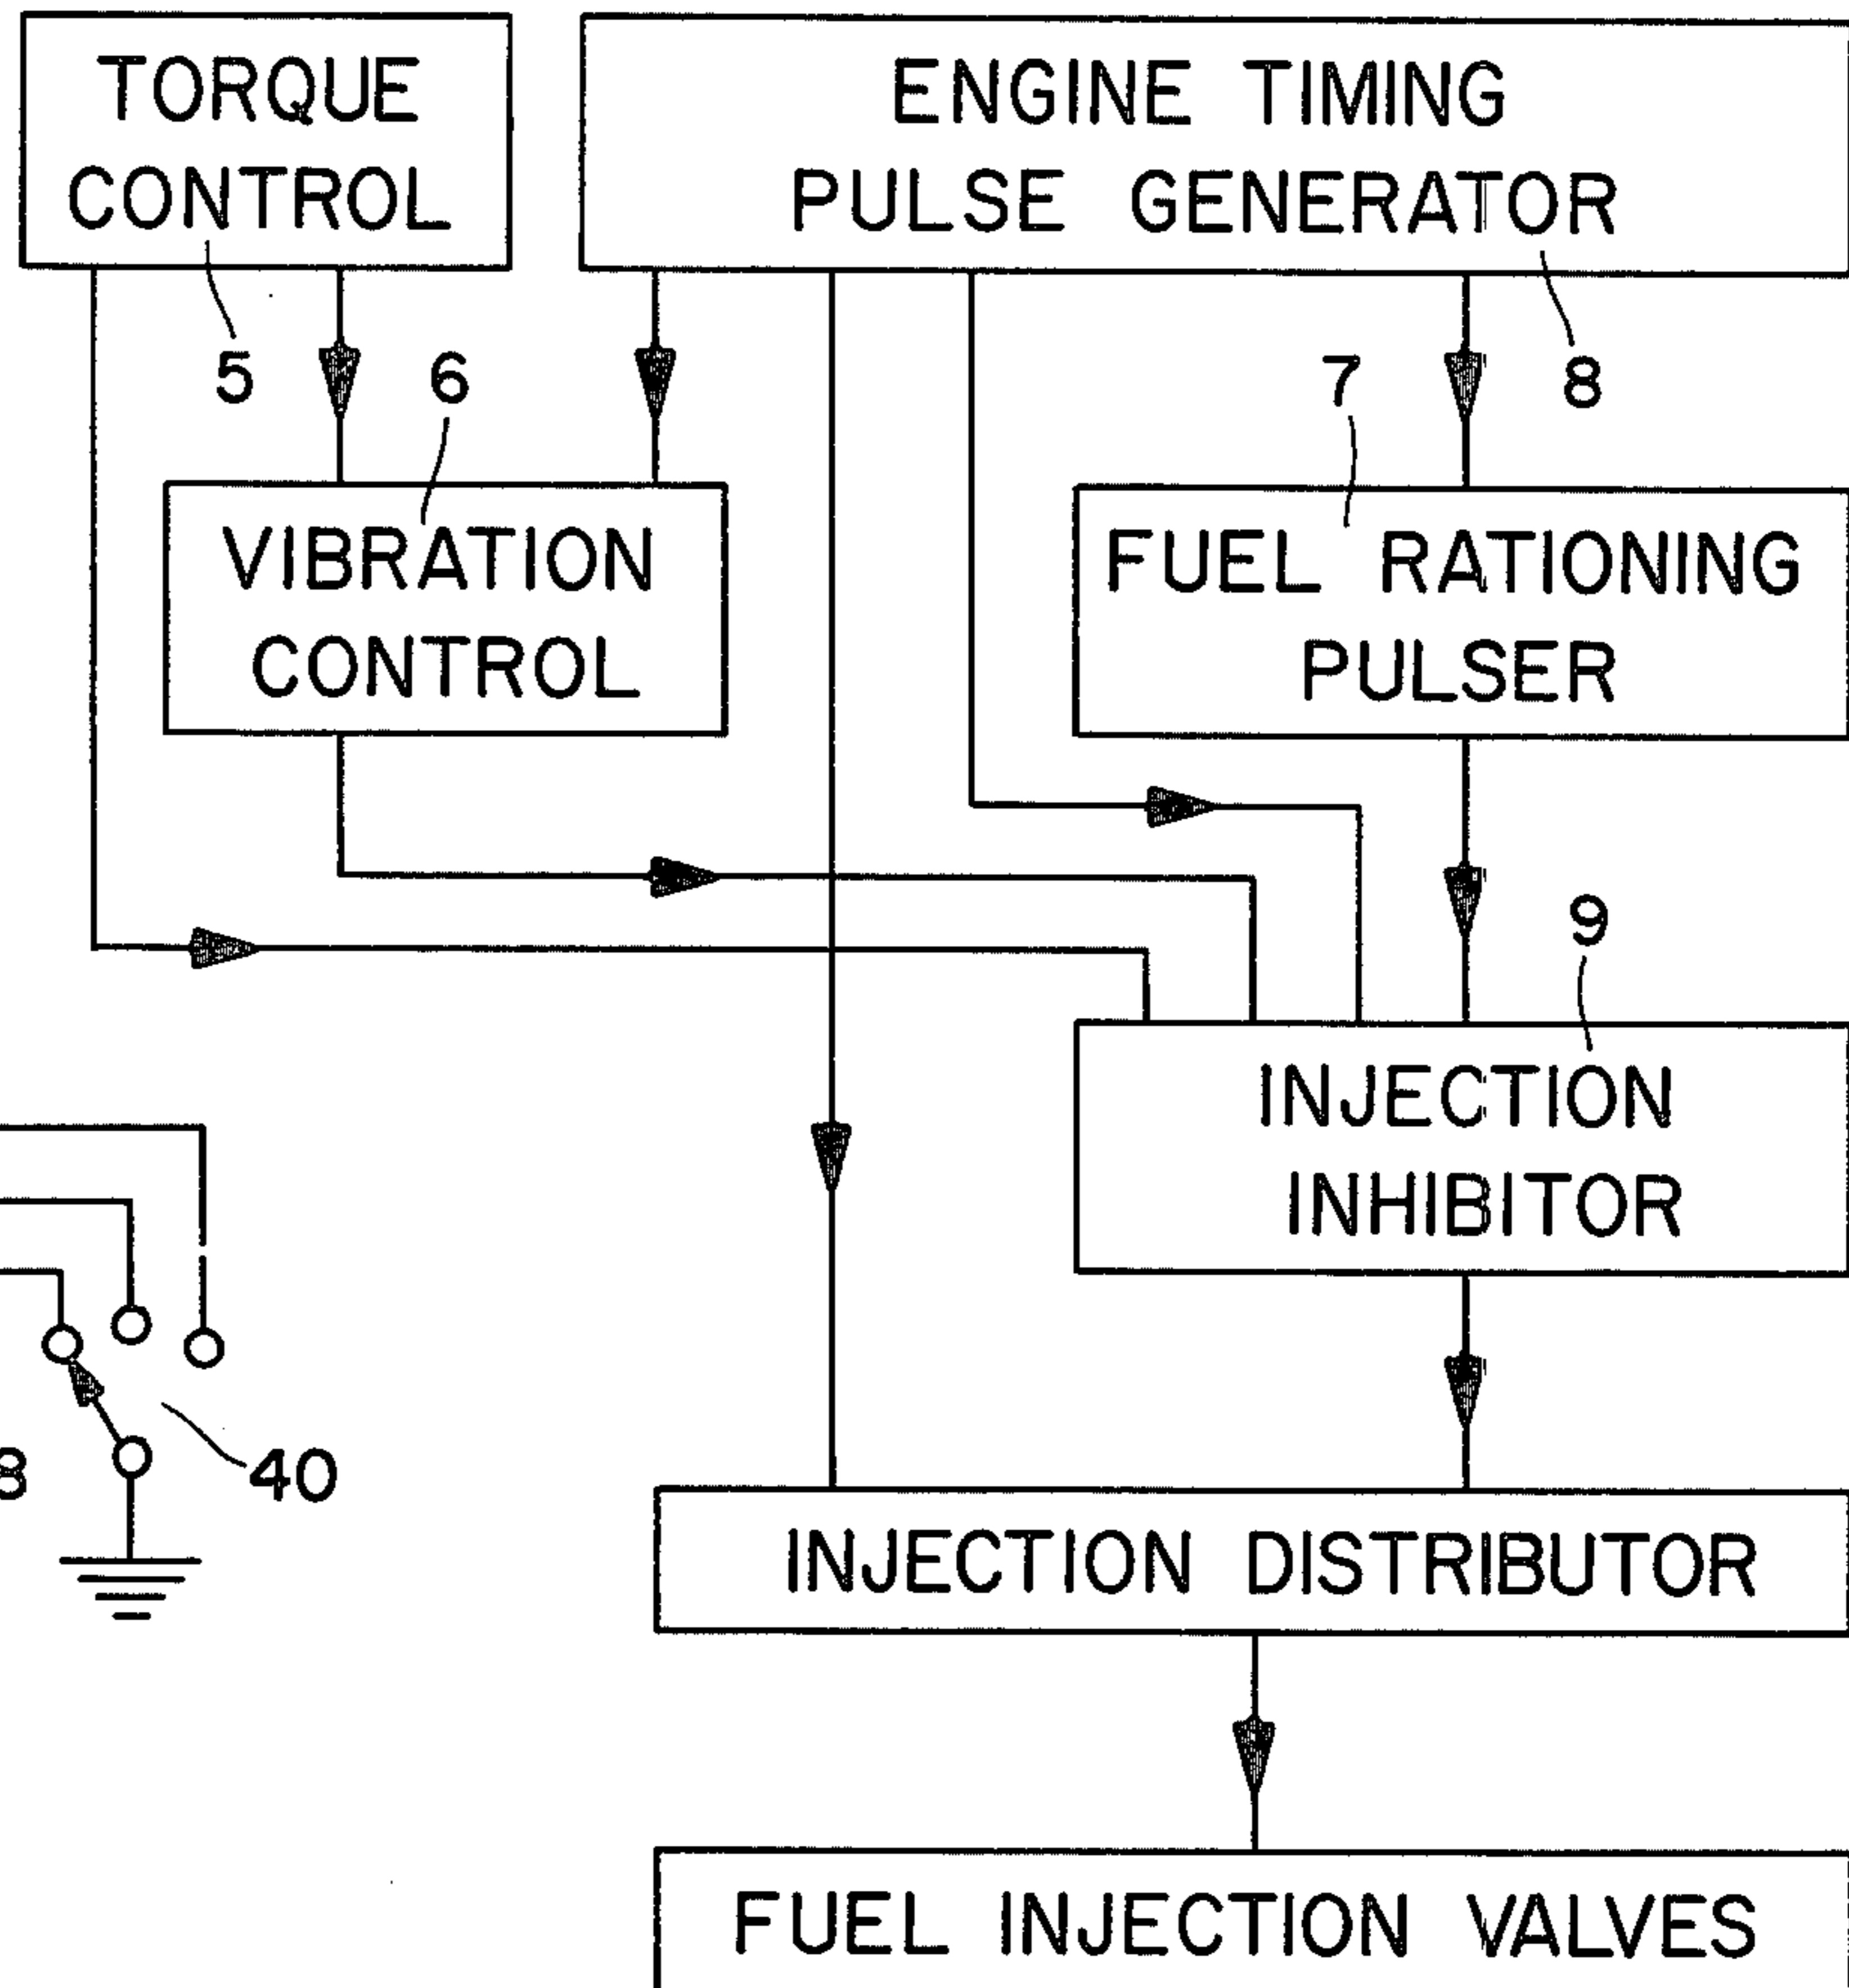 TORQUE
CONTROL
ENGINE TIMING
PULSE GENERATOR
5
6
7
8
VIBRATION
CONTROL
FUEL RATIONING
PULSER
9
INJECTION
INHIBITOR
8
40
INJECTION DISTRIBUTOR
FUEL INJECTION VALVES